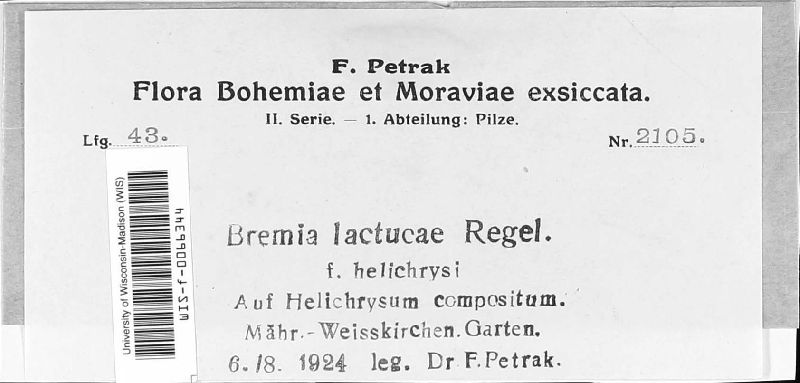 F. Petrak
Flora Bohemiae et Moraviae exsiccata.
II. Serie. — 1. Abteilung: Pilze.
Lfg. 43.
Nr. 2105.
University of Wisconsin-Madison (WIS)
WIS-f-0066344
Bremia lactucae Regel.
f. helichrysi
Auf Helichrysum compositum.
Mähr.-Weisskirchen. Garten.
6./8. 1924 leg. Dr F. Petrak.